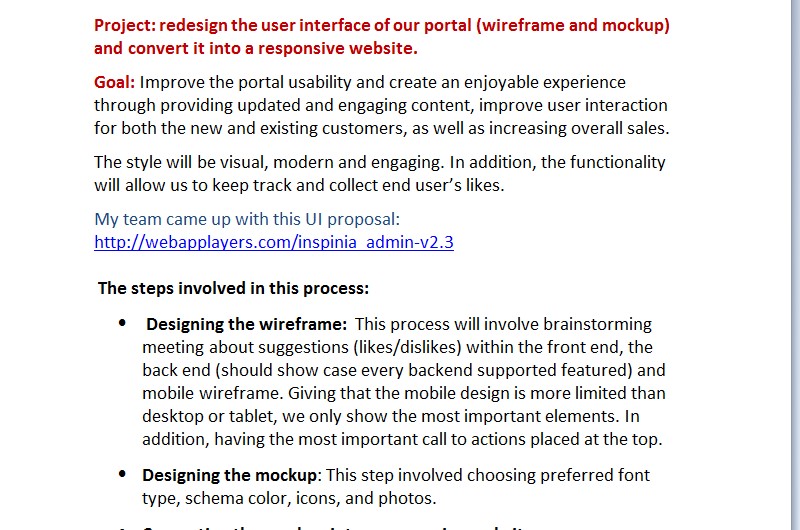 Project: redesign the user interface of our portal (wireframe and mockup)
and convert it into a responsive website.
Goal: Improve the portal usability and create an enjoyable experience
through providing updated and engaging content, improve user interaction
for both the new and existing customers, as well as increasing overall sales.
The style will be visual, modern and engaging. In addition, the functionality
will allow us to keep track and collect end user's likes.
My team came up with this UI proposal:
http://webapplayers.com/inspinia_admin-v2.3
The steps involved in this process:
• Designing the wireframe: This process will involve brainstorming
meeting about suggestions (likes/dislikes) within the front end, the
back end (should show case every backend supported featured) and
mobile wireframe. Giving that the mobile design is more limited than
desktop or tablet, we only show the most important elements. In
addition, having the most important call to actions placed at the top.
• Designing the mockup: This step involved choosing preferred font
type, schema color, icons, and photos.